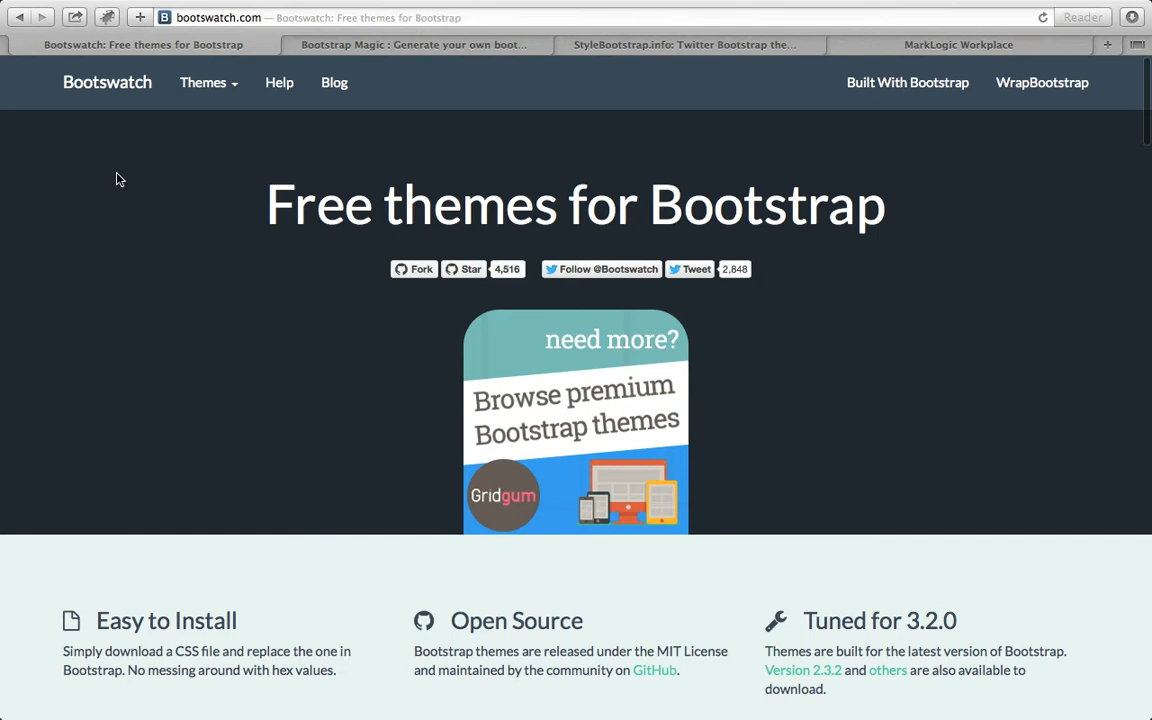 bootswatch.com — Bootswatch: Free themes for Bootstrap
Reader
Bootswatch: Free themes for Bootstrap
Bootstrap Magic : Generate your own boot...
StyleBootstrap.info: Twitter Bootstrap the...
MarkLogic Workplace
Bootswatch
Themes
Help
Blog
Built With Bootstrap
WrapBootstrap
Free themes for Bootstrap
Fork
Star
4,516
Follow @Bootswatch
Tweet
2,848
need more?
Browse premium
Bootstrap themes
Gridgum
Easy to Install
Simply download a CSS file and replace the one in
Bootstrap. No messing around with hex values.
Open Source
Bootstrap themes are released under the MIT License
and maintained by the community on GitHub.
Tuned for 3.2.0
Themes are built for the latest version of Bootstrap.
Version 2.3.2 and others are also available to
download.